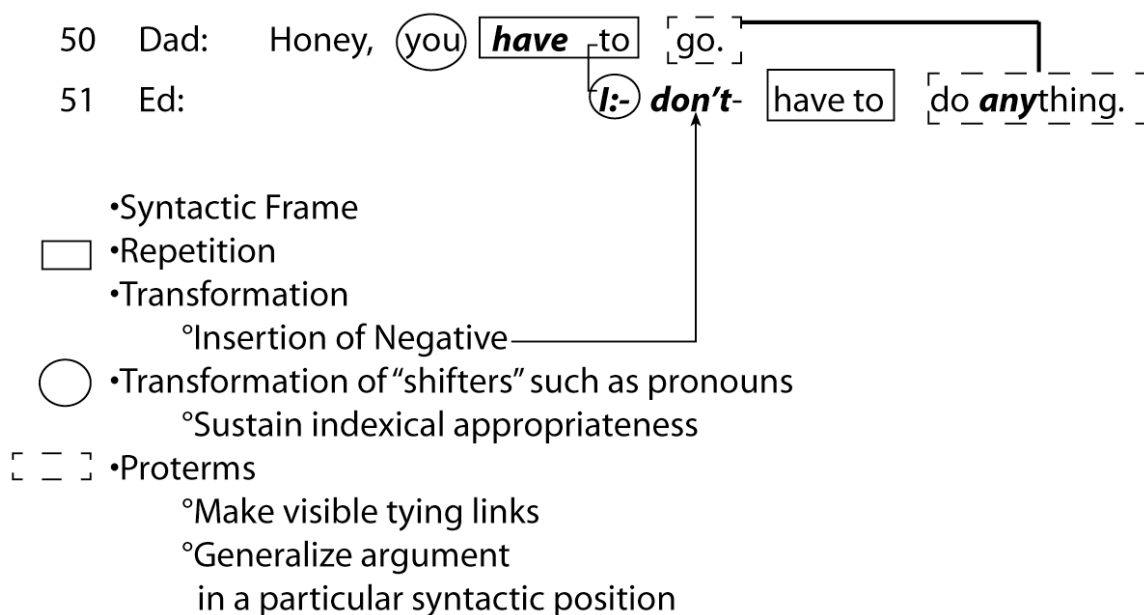 50 Dad: Honey, you have to go.
51 Ed: I:- don't- have to do anything.
•Syntactic Frame
•Repetition
•Transformation
°Insertion of Negative
•Transformation of "shifters" such as pronouns
°Sustain indexical appropriateness
•Proterms
°Make visible tying links
°Generalize argument
in a particular syntactic position